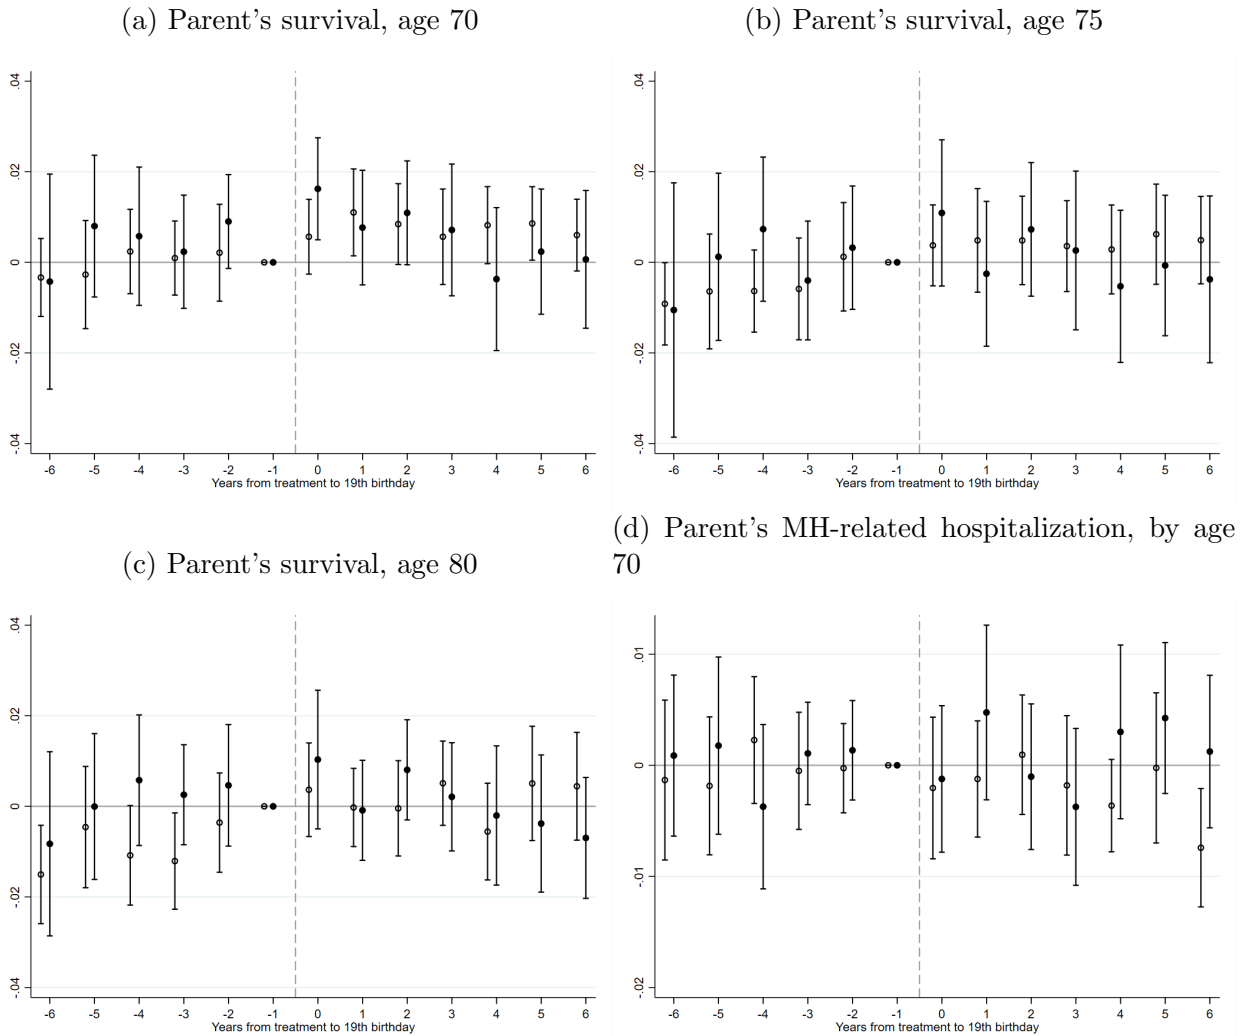 (a) Parent's survival, age 70
.04
.02
0
-.02
-.04
-6 -5 -4 -3 -2 -1 0 1 2 3 4 5 6
Years from treatment to 19th birthday
(b) Parent's survival, age 75
.04
.02
0
-.02
-.04
-6 -5 -4 -3 -2 -1 0 1 2 3 4 5 6
Years from treatment to 19th birthday
(c) Parent's survival, age 80
.04
.02
0
-.02
-.04
-6 -5 -4 -3 -2 -1 0 1 2 3 4 5 6
Years from treatment to 19th birthday
(d) Parent's MH-related hospitalization, by age
70
.01
0
-.01
-.02
-6 -5 -4 -3 -2 -1 0 1 2 3 4 5 6
Years from treatment to 19th birthday